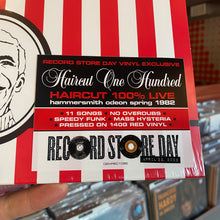 RECORD STORE DAY VINYL EXCLUSIVE
Haircut One Hundred
HAIRCUT 100% LIVE
hammersmith odeon spring 1982
• 11 SONGS • NO OVERDUBS •
• SPEEDY FUNK • MASS HYSTERIA •
• PRESSED ON 140G RED VINYL •
RECORD STORE DAY